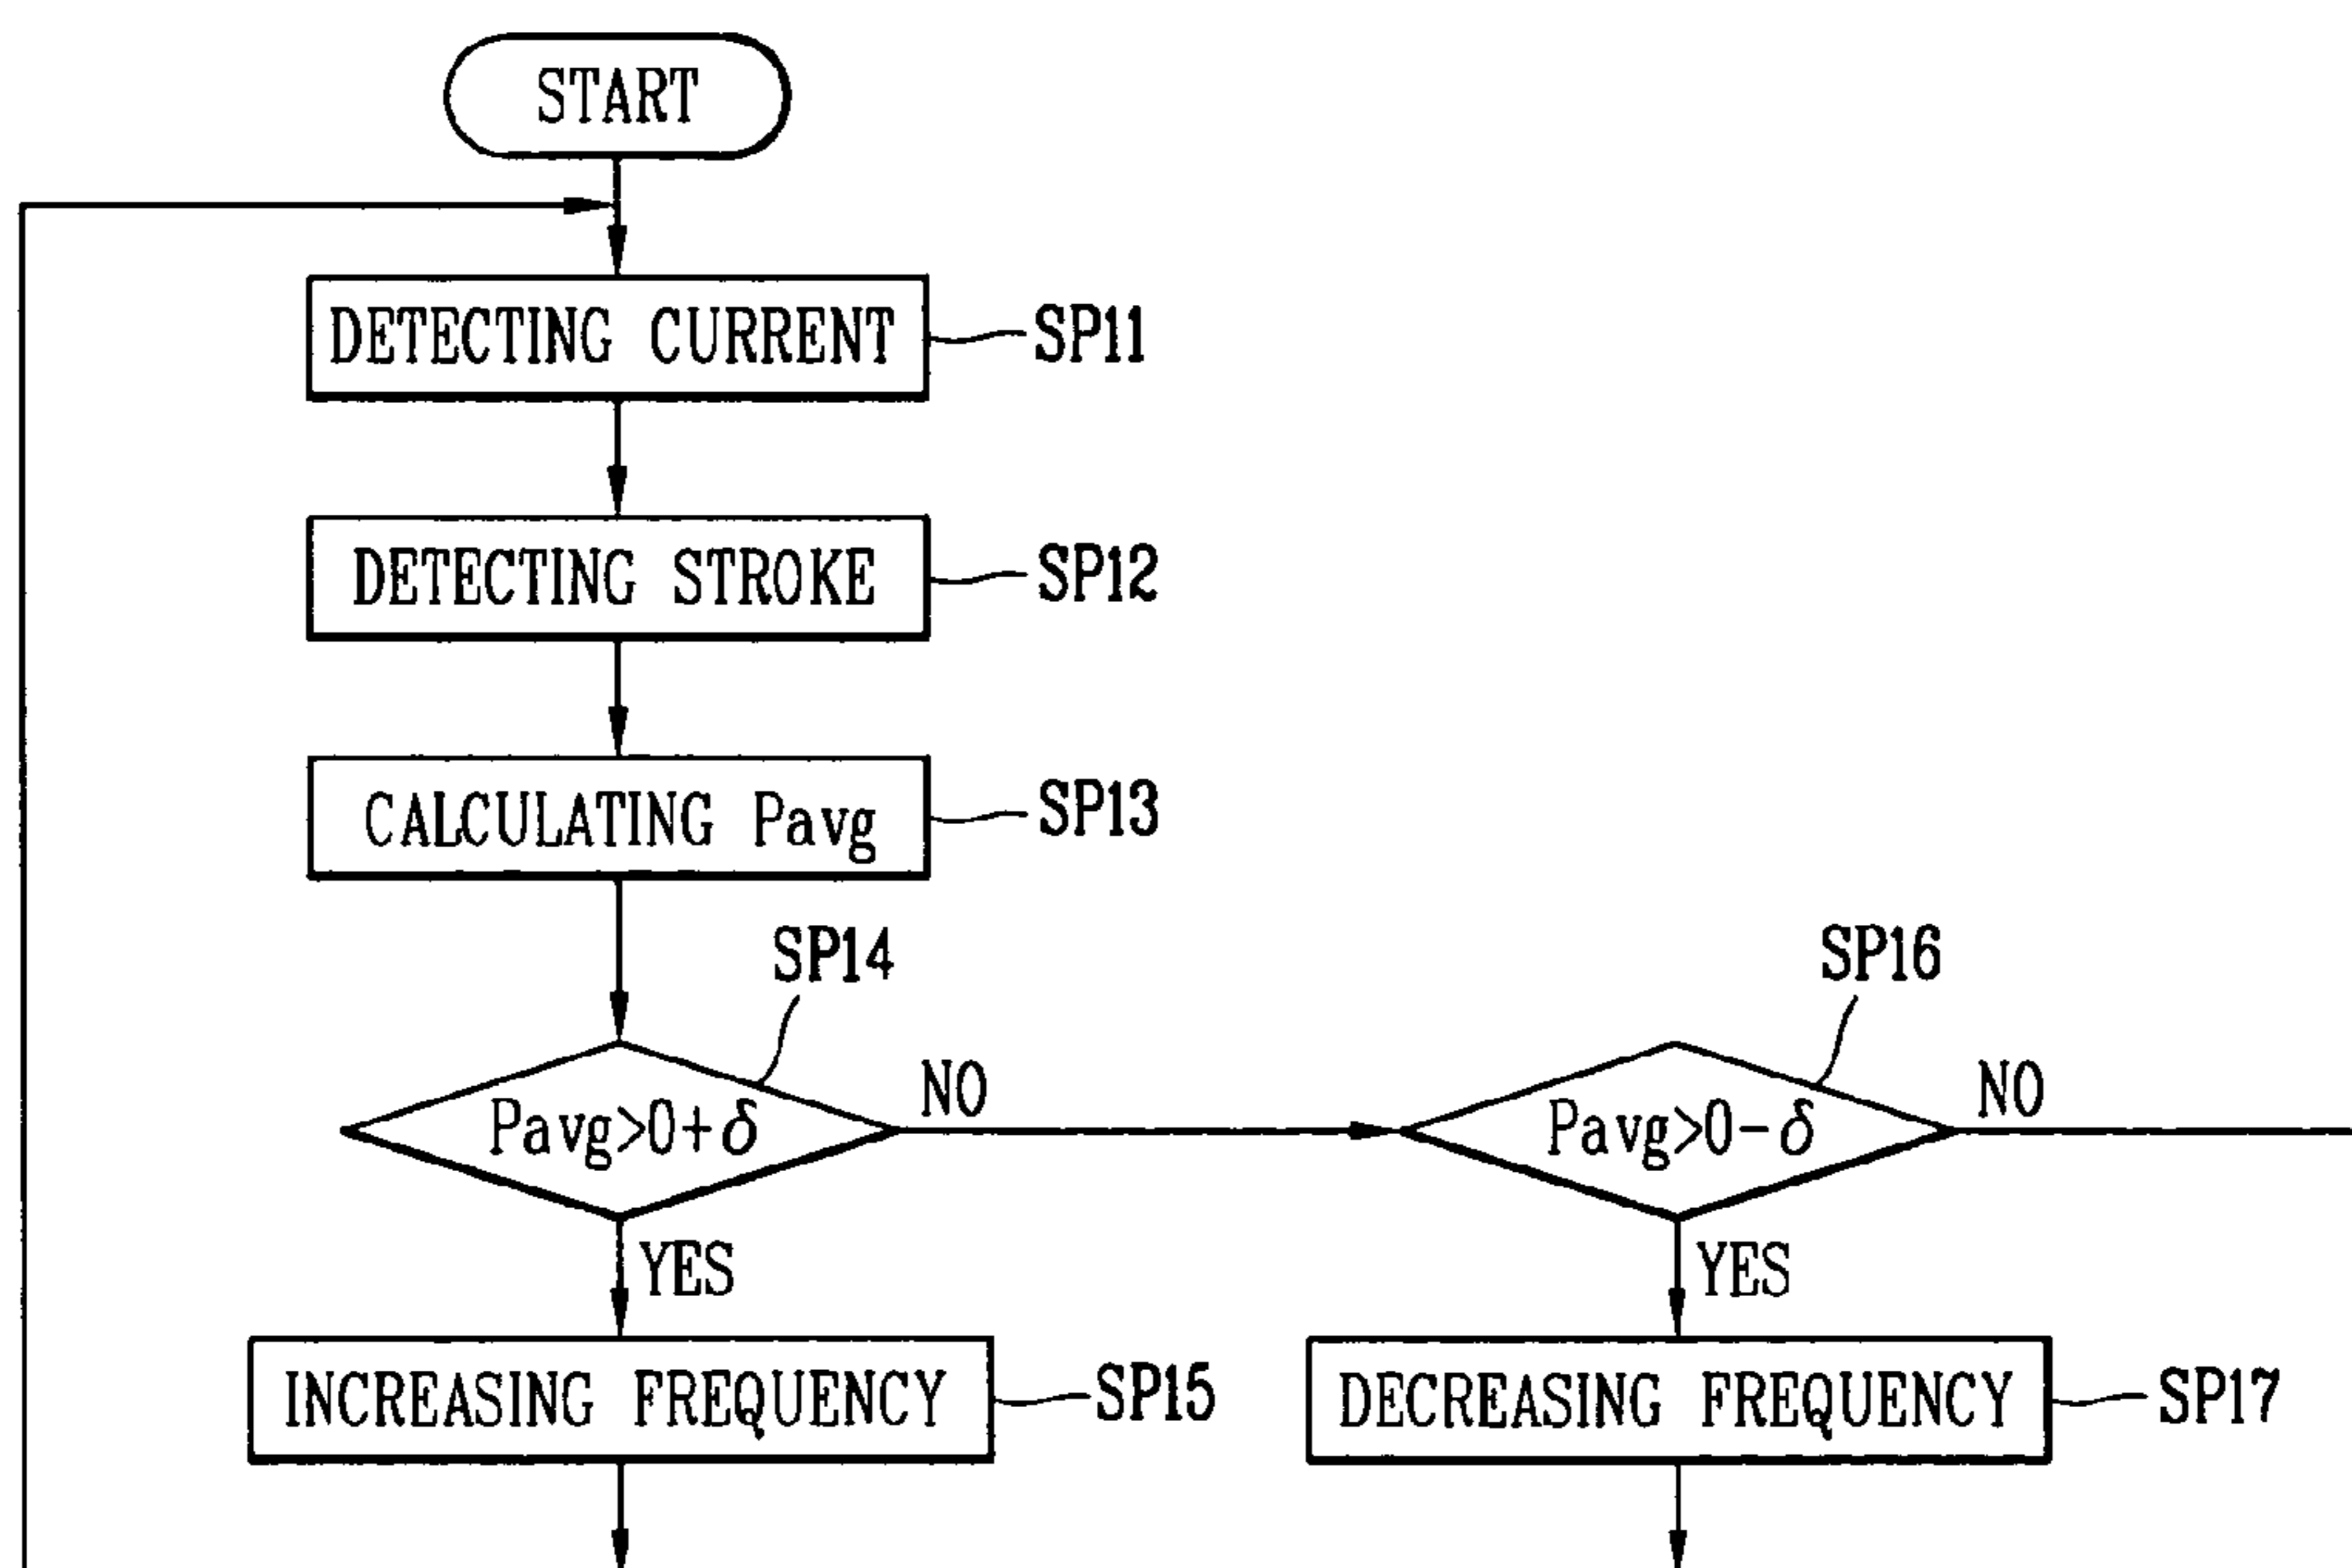 START
DETECTING CURRENT
SP11
DETECTING STROKE
SP12
CALCULATING Pavg
SP13
SP14
SP16
Pavg>0+δ
NO
Pavg>0-δ
NO
YES
YES
INCREASING FREQUENCY
SP15
DECREASING FREQUENCY
SP17